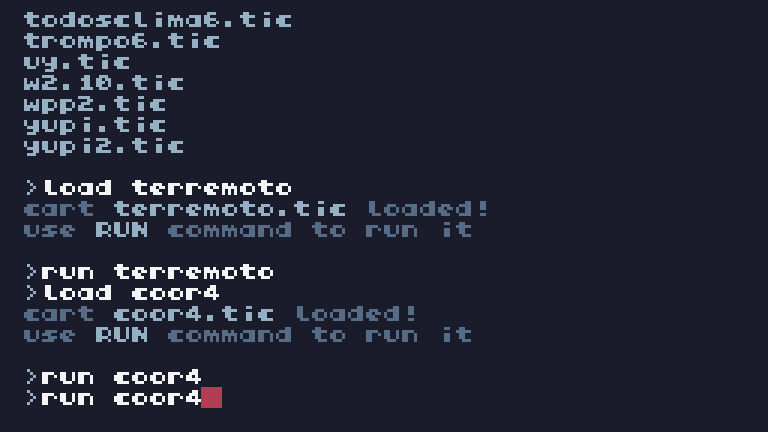 todosclima6.tic
trompo6.tic
uy.tic
w2.10.tic
wpp2.tic
yupi.tic
yupi2.tic
>load terremoto
cart terremoto.tic loaded!
use RUN command to run it
>run terremoto
>load coor4
cart coor4.tic loaded!
use RUN command to run it
>run coor4
>run coor4